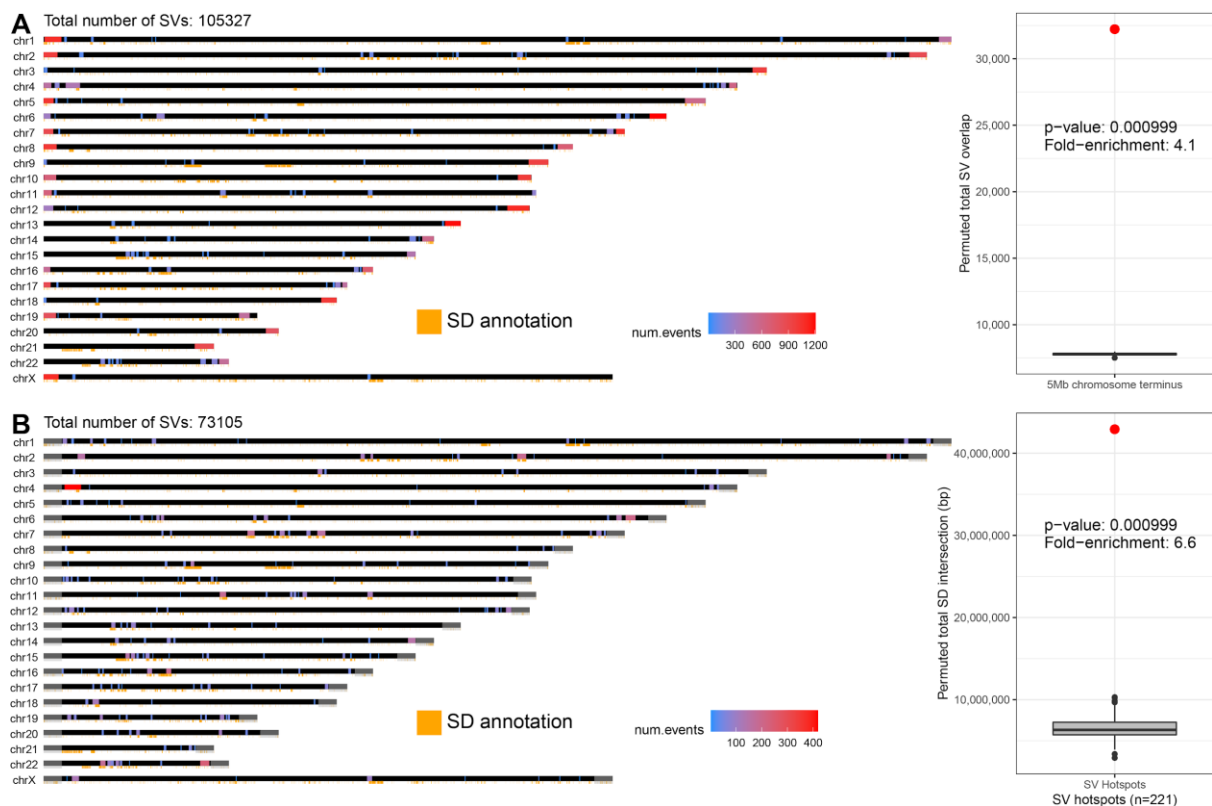 A
Total number of SVs: 105327
chr1
chr2
chr3
chr4
chr5
chr6
chr7
chr8
chr9
chr10
chr11
chr12
chr13
chr14
chr15
chr16
chr17
chr18
chr19
chr20
chr21
chr22
chrX
SD annotation
num.events
300 600 900 1200
Permuted total SV overlap
30,000
25,000
20,000
15,000
10,000
p-value: 0.000999
Fold-enrichment: 4.1
5Mb chromosome terminus
B
Total number of SVs: 73105
chr1
chr2
chr3
chr4
chr5
chr6
chr7
chr8
chr9
chr10
chr11
chr12
chr13
chr14
chr15
chr16
chr17
chr18
chr19
chr20
chr21
chr22
chrX
SD annotation
num.events
100 200 300 400
Permuted total SD intersection (bp)
40,000,000
30,000,000
20,000,000
10,000,000
p-value: 0.000999
Fold-enrichment: 6.6
SV Hotspots
SV hotspots (n=221)